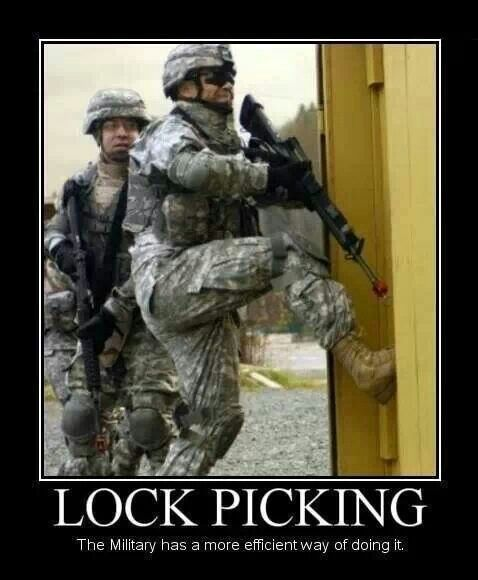 LOCK PICKING
The Military has a more efficient way of doing it.